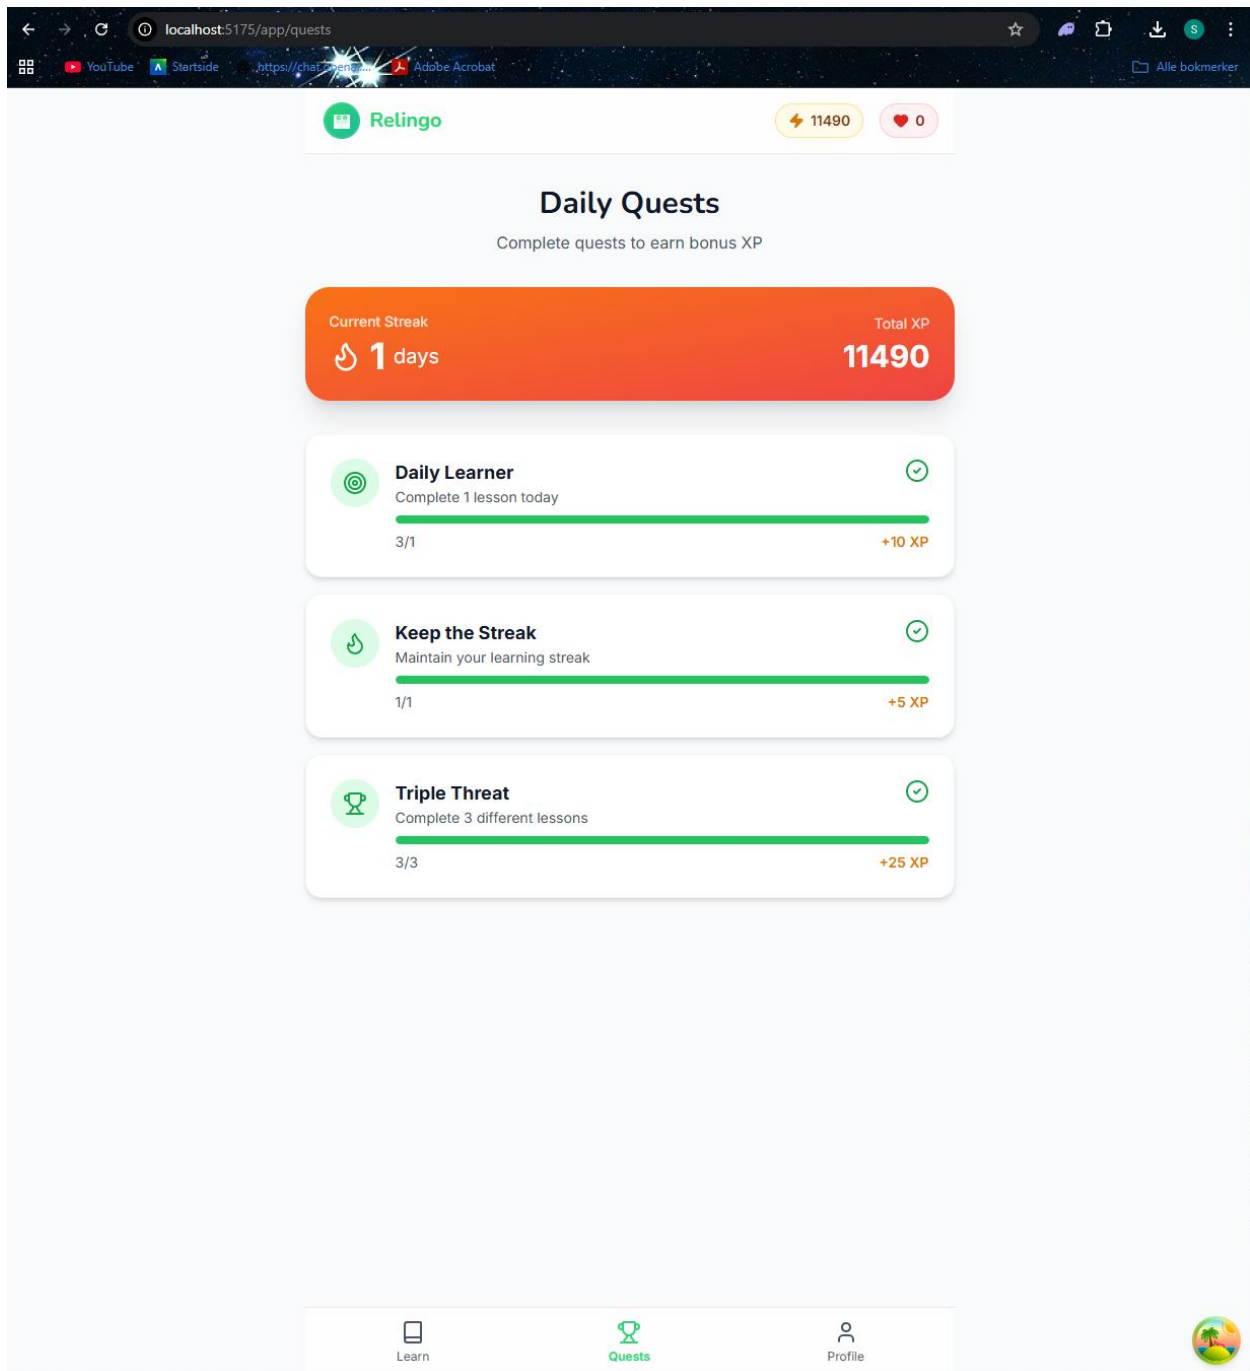 localhost:5175/app/quests
S
YouTube
Startside
Adobe Acrobat
Alle bokmerker
Relingo
11490
0
Daily Quests
Complete quests to earn bonus XP
Current Streak
1 days
Total XP
11490
Daily Learner
Complete 1 lesson today
3/1
+10 XP
Keep the Streak
Maintain your learning streak
1/1
+5 XP
Triple Threat
Complete 3 different lessons
3/3
+25 XP
Learn
Quests
Profile